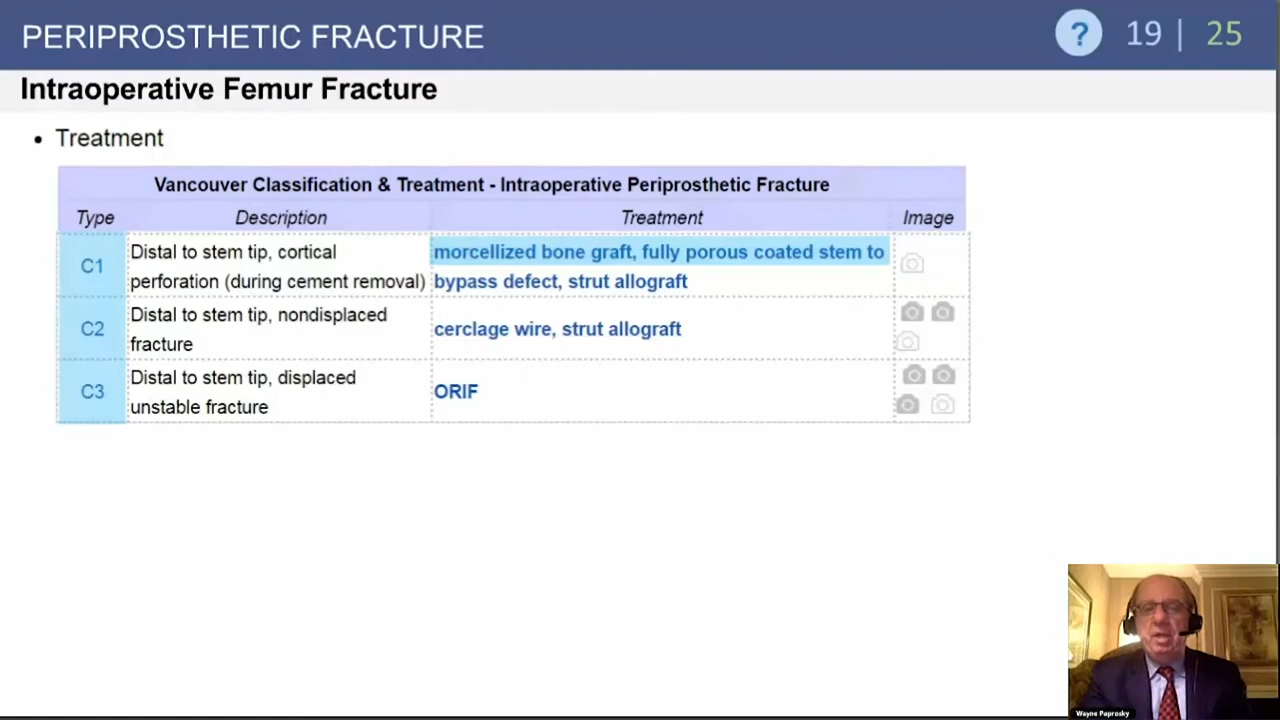 PERIPROSTHETIC FRACTURE
? 19 | 25
Intraoperative Femur Fracture
• Treatment
Vancouver Classification & Treatment - Intraoperative Periprosthetic Fracture
Type Description Treatment Image
C1 Distal to stem tip, cortical perforation (during cement removal) morcellized bone graft, fully porous coated stem to bypass defect, strut allograft
C2 Distal to stem tip, nondisplaced fracture cerclage wire, strut allograft
C3 Distal to stem tip, displaced unstable fracture ORIF
Wayne Paprosky